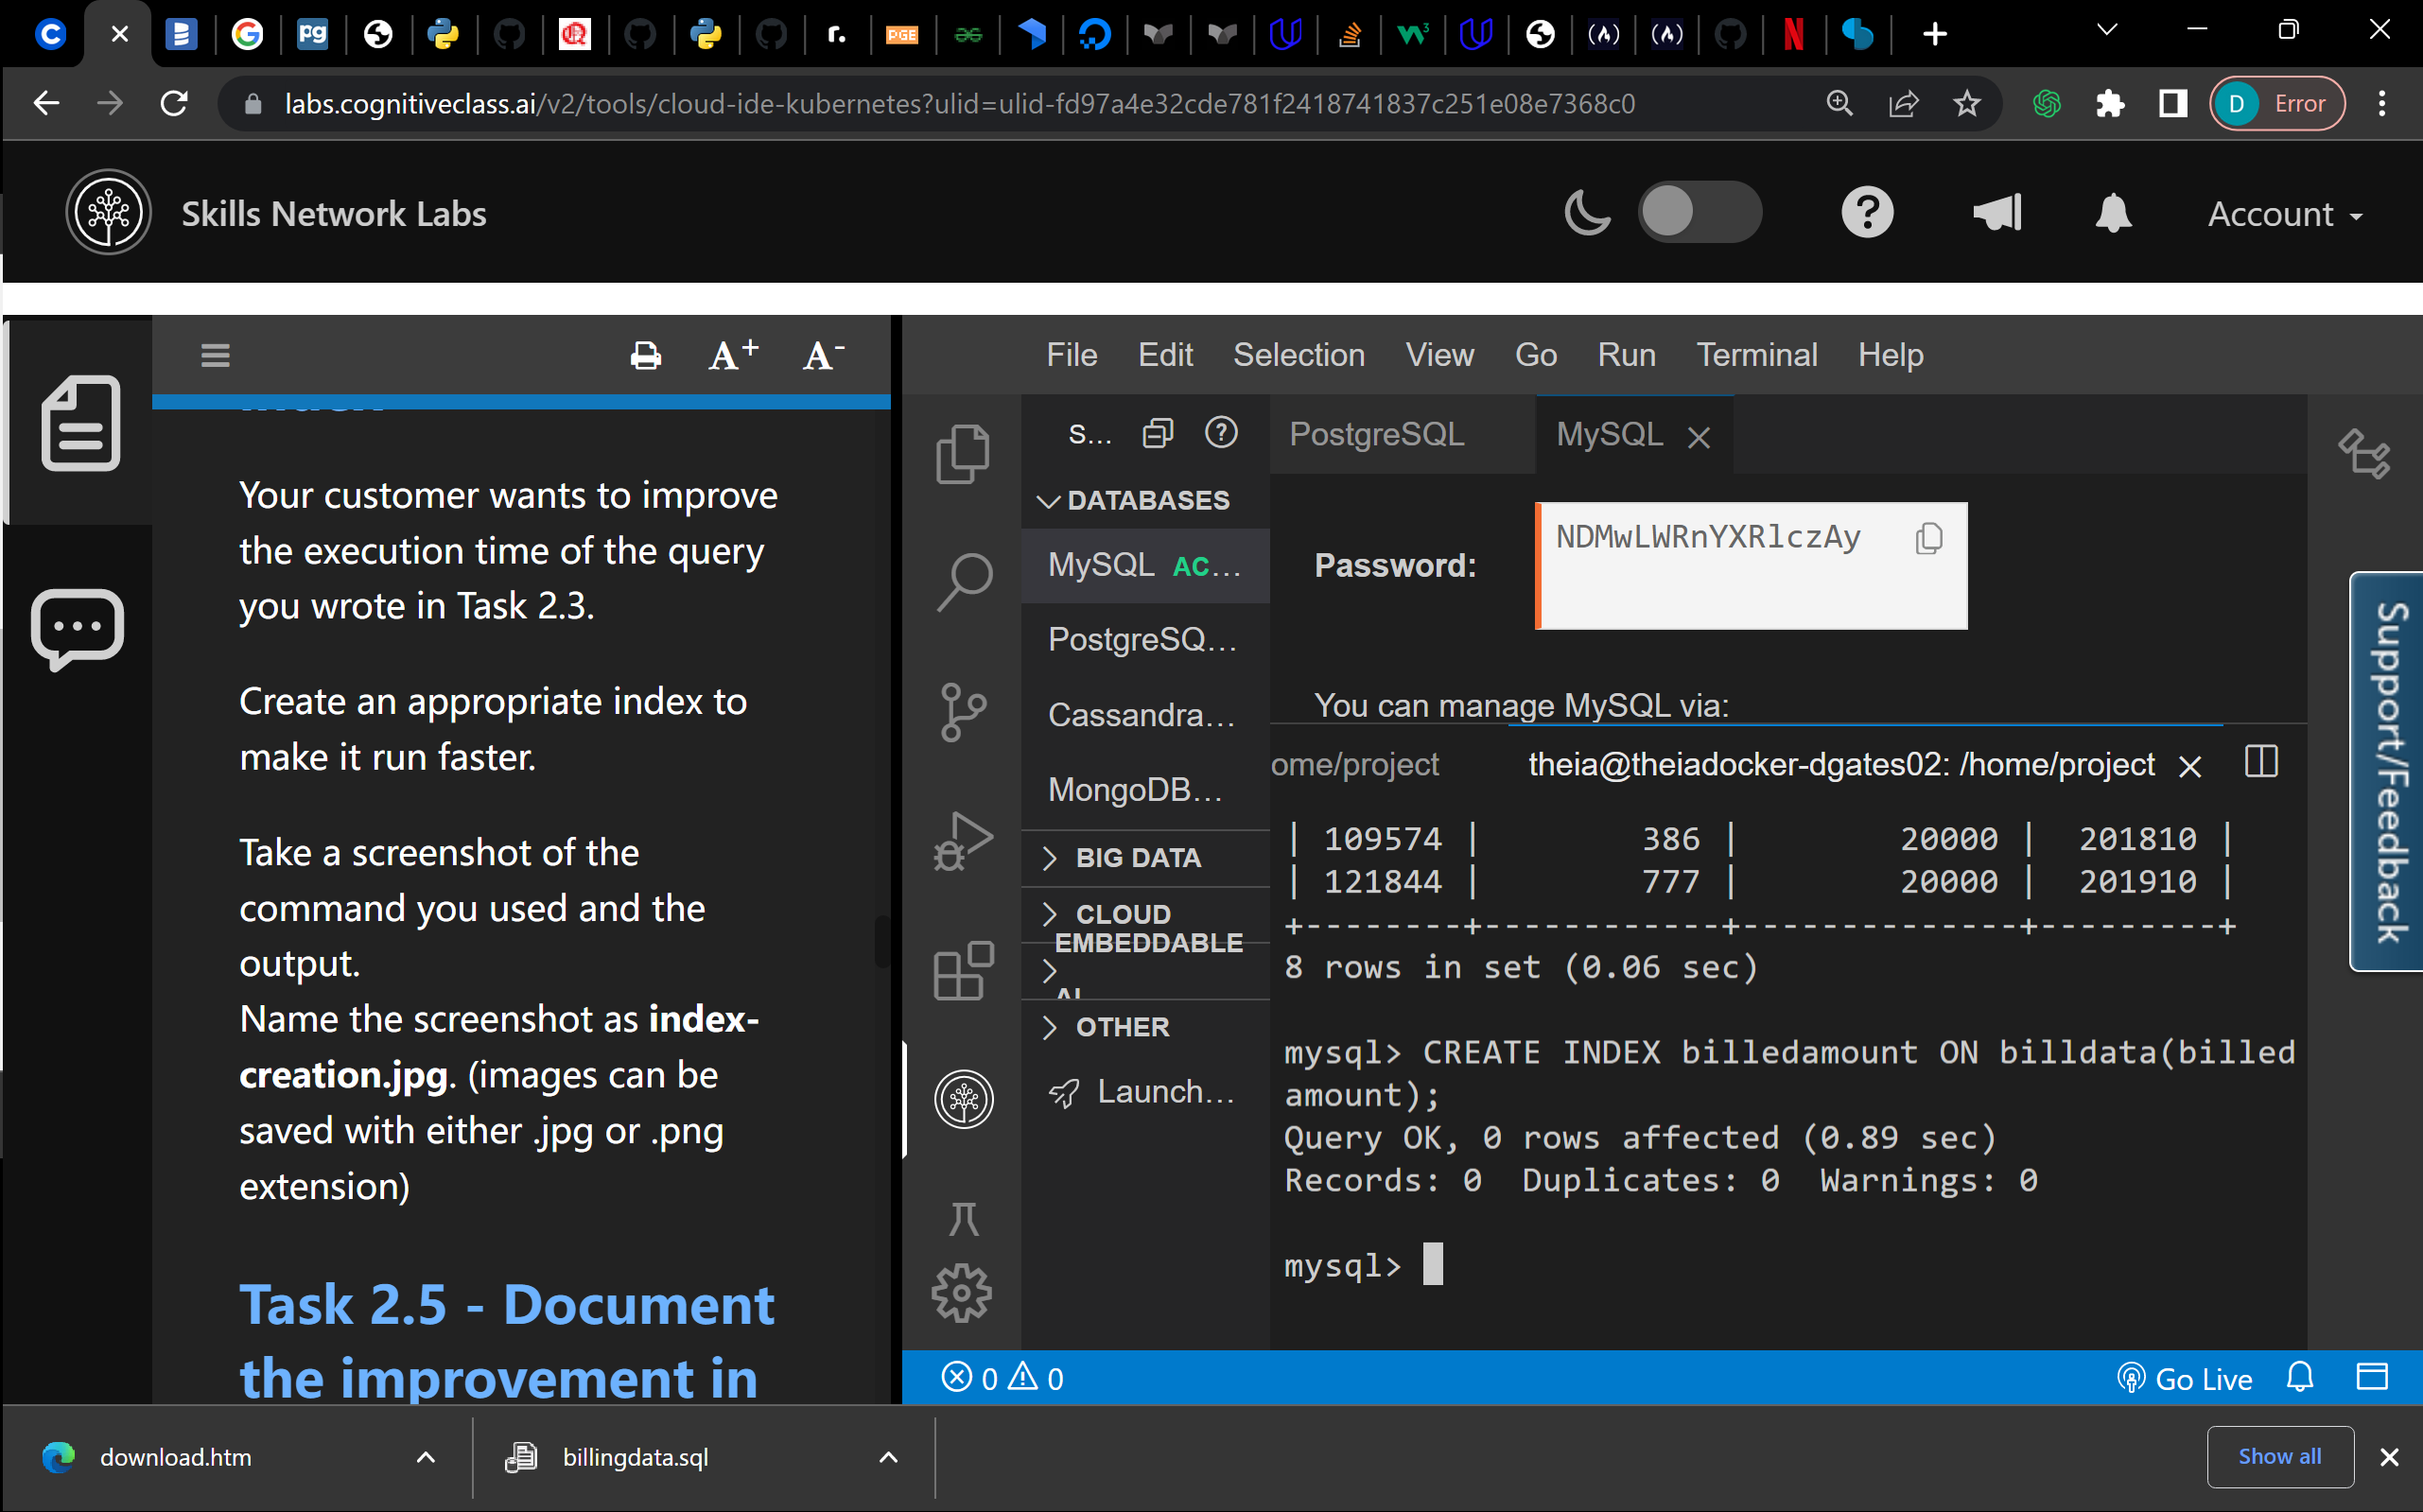 labs.cognitiveclass.ai/v2/tools/cloud-ide-kubernetes?ulid=ulid-fd97a4e32cde781f2418741837c251e08e7368c0
D Error
Skills Network Labs
Account
A+ A-
Your customer wants to improve
the execution time of the query
you wrote in Task 2.3.
Create an appropriate index to
make it run faster.
Take a screenshot of the
command you used and the
output.
Name the screenshot as index-
creation.jpg. (images can be
saved with either .jpg or .png
extension)
Task 2.5 - Document
the improvement in
File Edit Selection View Go Run Terminal Help
S...
DATABASES
MySQL AC...
PostgreSQ...
Cassandra...
MongoDB...
BIG DATA
CLOUD
EMBEDDABLE
AI
OTHER
Launch...
PostgreSQL MySQL
Password:
NDMwLWRnYXRlczAy
You can manage MySQL via:
ome/project theia@theiadocker-dgates02: /home/project
| 109574 | 386 | 20000 | 201810 |
| 121844 | 777 | 20000 | 201910 |
+--------+------------+--------------+---------+
8 rows in set (0.06 sec)
mysql> CREATE INDEX billedamount ON billdata(billed
amount);
Query OK, 0 rows affected (0.89 sec)
Records: 0 Duplicates: 0 Warnings: 0
mysql>
Support/Feedback
0 0
Go Live
download.htm
billingdata.sql
Show all